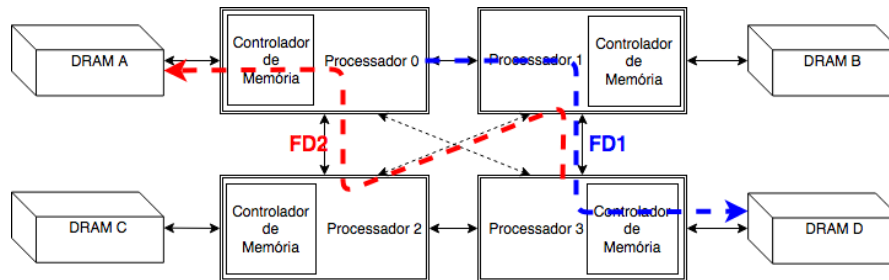 DRAM A
Controlador
de
Memória
Processador 0
Processador 1
Controlador
de
Memória
DRAM B
FD2
FD1
DRAM C
Controlador
de
Memória
Processador 2
Processador 3
Controlador
de
Memória
DRAM D